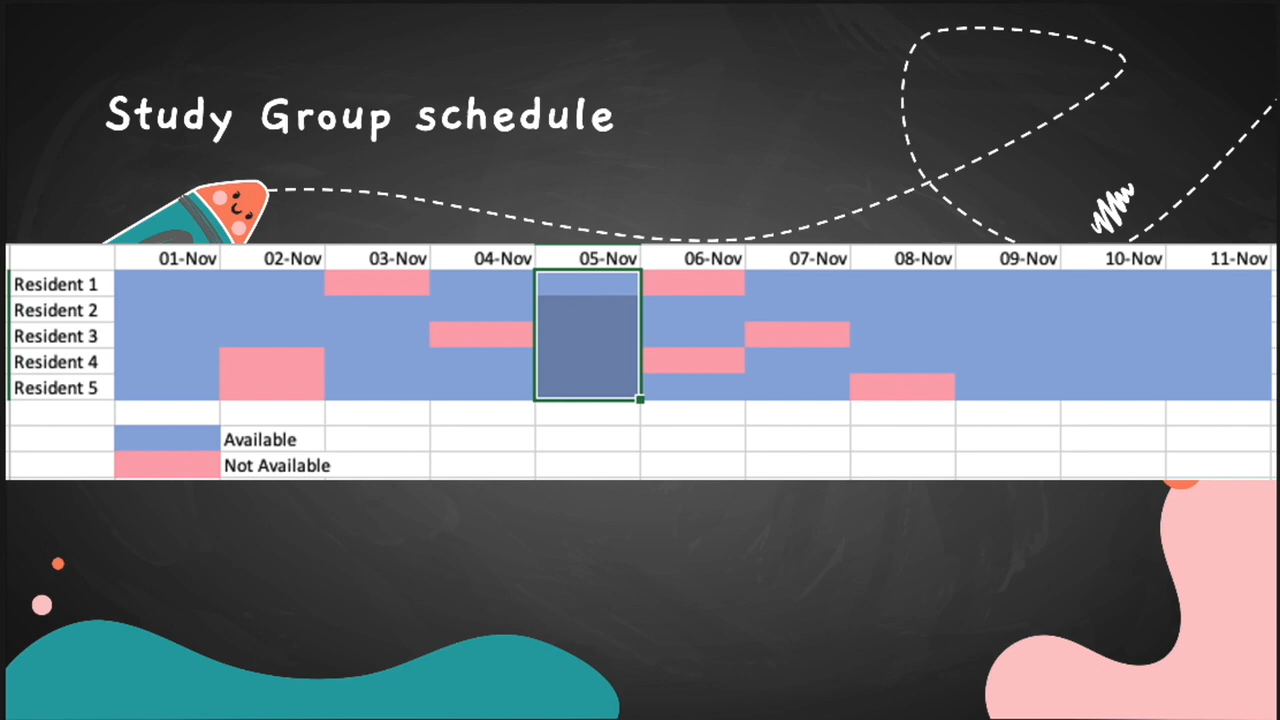 Study Group schedule
01-Nov 02-Nov 03-Nov 04-Nov 05-Nov 06-Nov 07-Nov 08-Nov 09-Nov 10-Nov 11-Nov
Resident 1
Resident 2
Resident 3
Resident 4
Resident 5
Available
Not Available